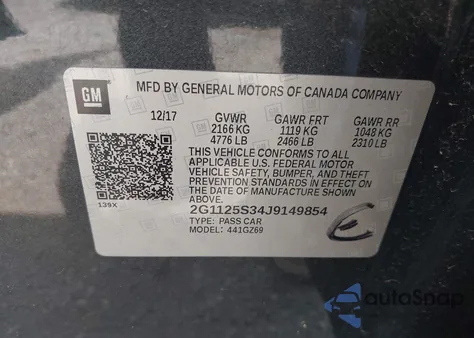 GM
MFD BY GENERAL MOTORS OF CANADA COMPANY
12/17 GVWR GAWR FRT GAWR RR
2166 KG 1119 KG 1048 KG
4776 LB 2466 LB 2310 LB
THIS VEHICLE CONFORMS TO ALL
APPLICABLE U.S. FEDERAL MOTOR
VEHICLE SAFETY, BUMPER, AND THEFT
PREVENTION STANDARDS IN EFFECT
ON THE DATE OF MANUFACTURE
SHOWN ABOVE.
139X
2G1125S34J9149854
TYPE: PASS CAR
MODEL: 441GZ69
autoSnap